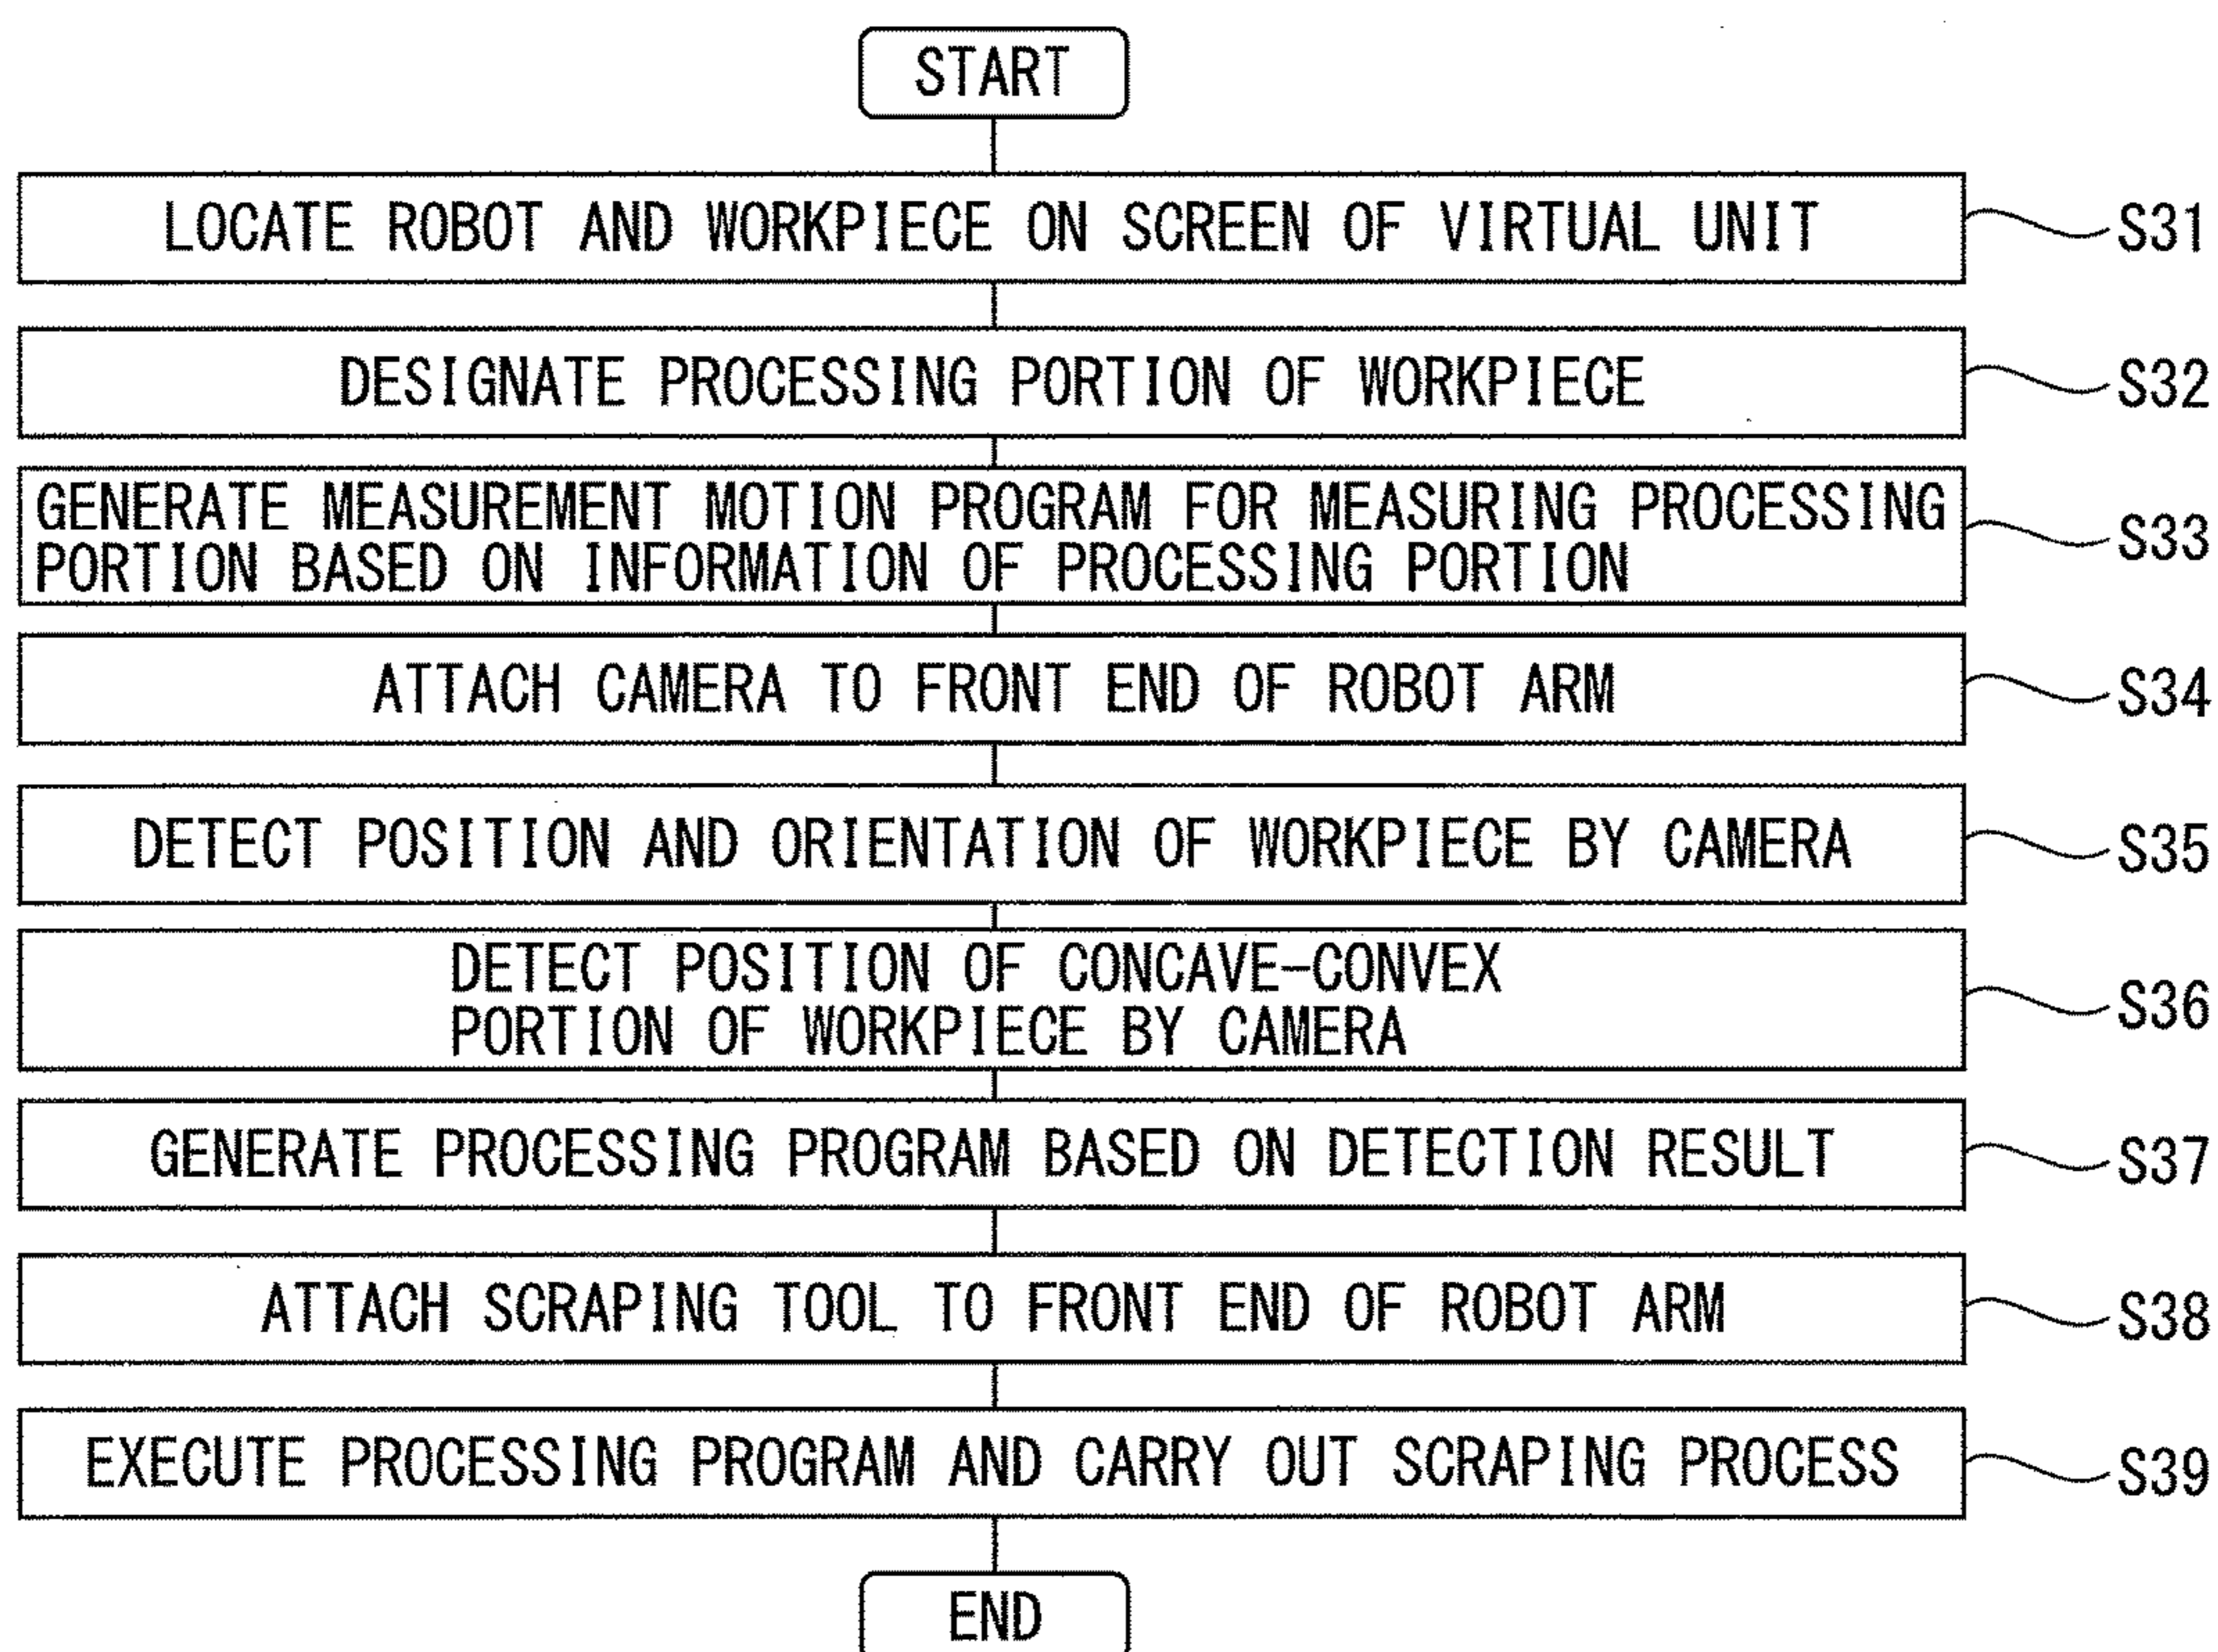 START
LOCATE ROBOT AND WORKPIECE ON SCREEN OF VIRTUAL UNIT
S31
DESIGNATE PROCESSING PORTION OF WORKPIECE
S32
GENERATE MEASUREMENT MOTION PROGRAM FOR MEASURING PROCESSING
PORTION BASED ON INFORMATION OF PROCESSING PORTION
S33
ATTACH CAMERA TO FRONT END OF ROBOT ARM
S34
DETECT POSITION AND ORIENTATION OF WORKPIECE BY CAMERA
S35
DETECT POSITION OF CONCAVE-CONVEX
PORTION OF WORKPIECE BY CAMERA
S36
GENERATE PROCESSING PROGRAM BASED ON DETECTION RESULT
S37
ATTACH SCRAPING TOOL TO FRONT END OF ROBOT ARM
S38
EXECUTE PROCESSING PROGRAM AND CARRY OUT SCRAPING PROCESS
S39
END